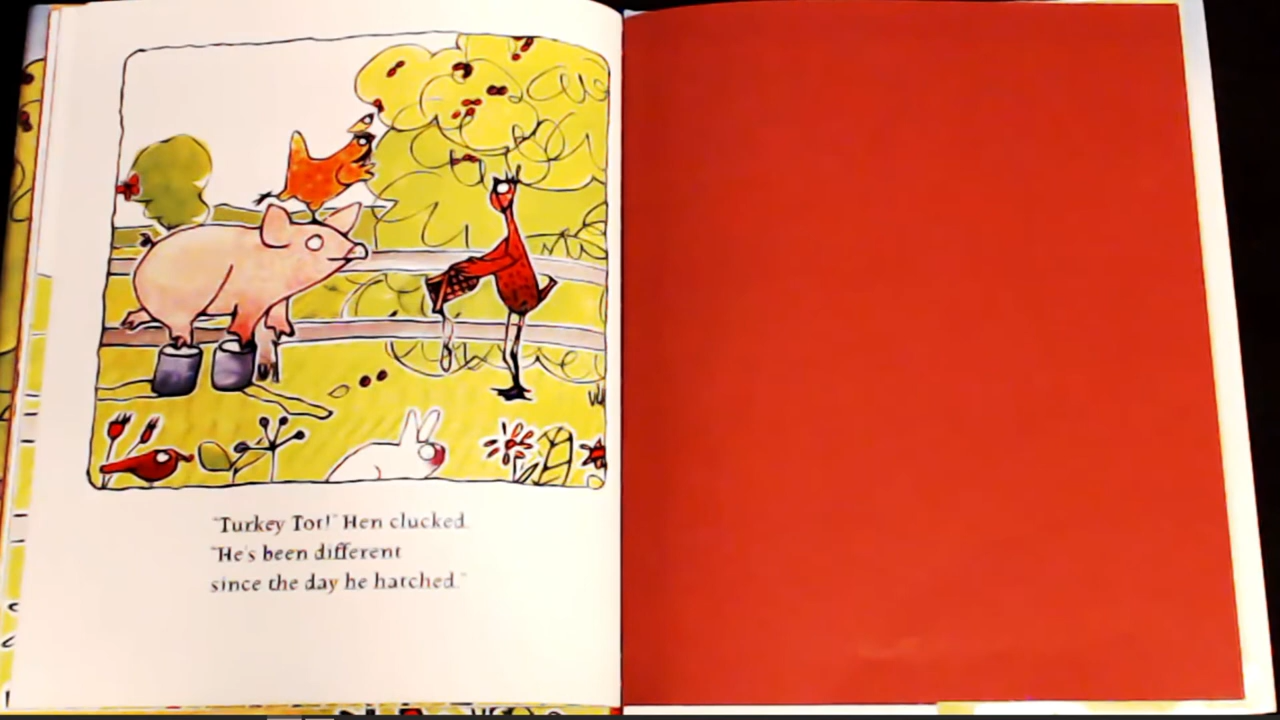 "Turkey Tot!" Hen clucked.
"He's been different
since the day he hatched."